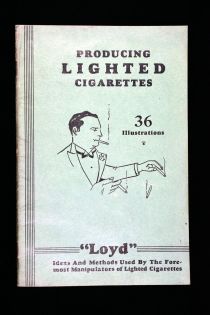 PRODUCING
LIGHTED
CIGARETTES
36
Illustrations
"Loyd"
Ideas And Methods Used By The Fore-
most Manipulators of Lighted Cigarettes